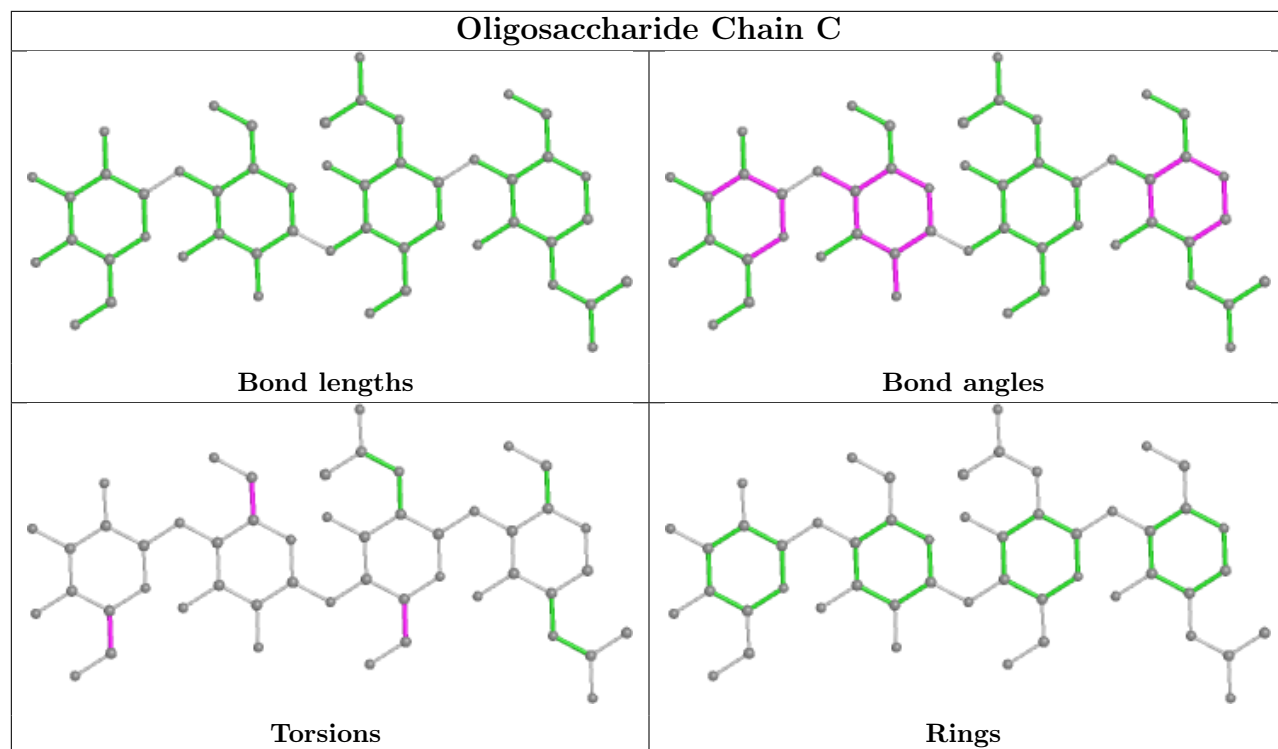 Oligosaccharide Chain C
Bond lengths
Bond angles
Torsions
Rings